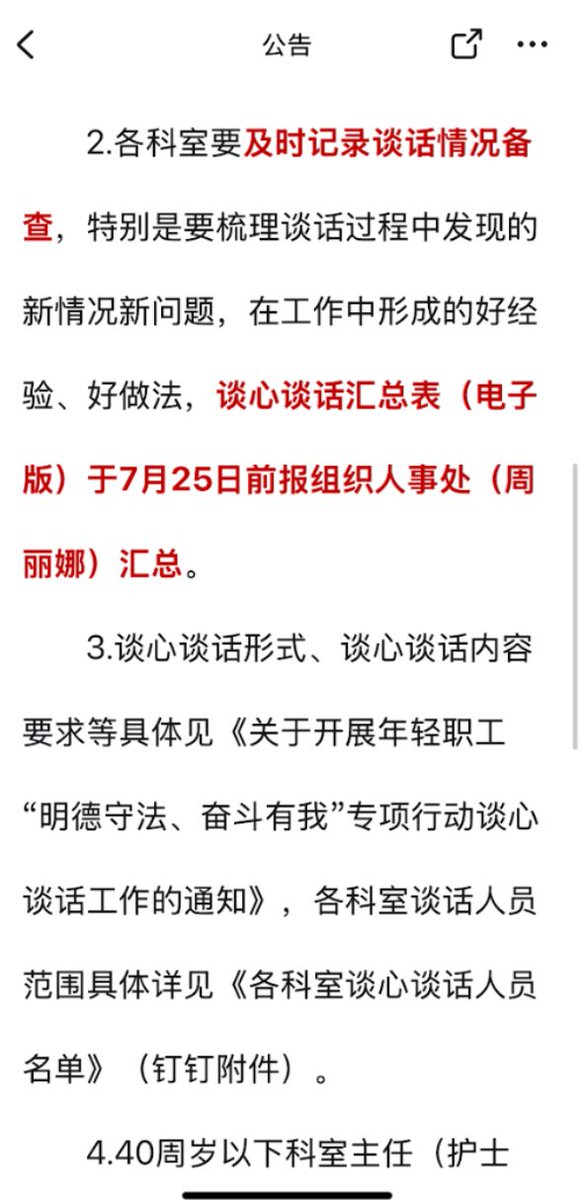 公告
2.各科室要及时记录谈话情况备
查，特别是要梳理谈话过程中发现的
新情况新问题，在工作中形成的好经
验、好做法，谈心谈话汇总表（电子
版）于7月25日前报组织人事处（周
丽娜）汇总。
3.谈心谈话形式、谈心谈话内容
要求等具体见《关于开展年轻职工
“明德守法、奋斗有我”专项行动谈心
谈话工作的通知》，各科室谈话人员
范围具体详见《各科室谈心谈话人员
名单》（钉钉附件）。
4.40周岁以下科室主任（护士